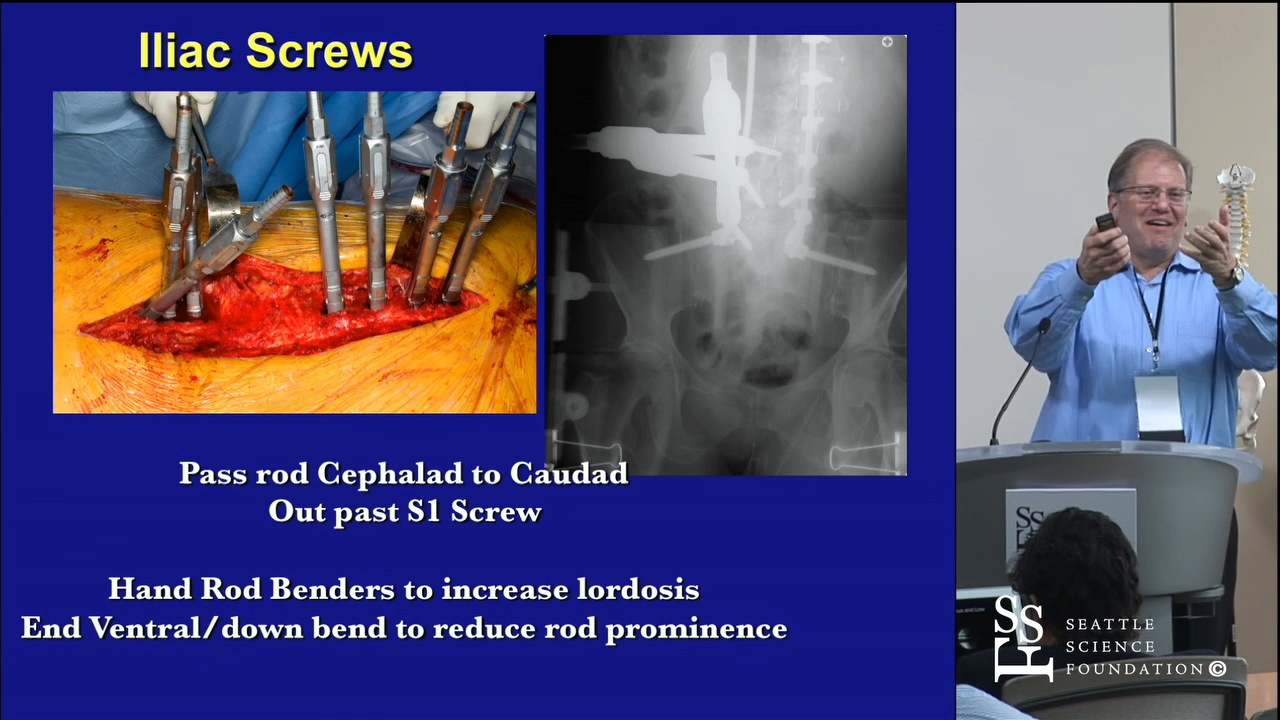 Iliac Screws
Pass rod Cephalad to Caudad
Out past S1 Screw
Hand Rod Benders to increase lordosis
End Ventral/down bend to reduce rod prominence
SSF
SEATTLE
SCIENCE
FOUNDATION ©